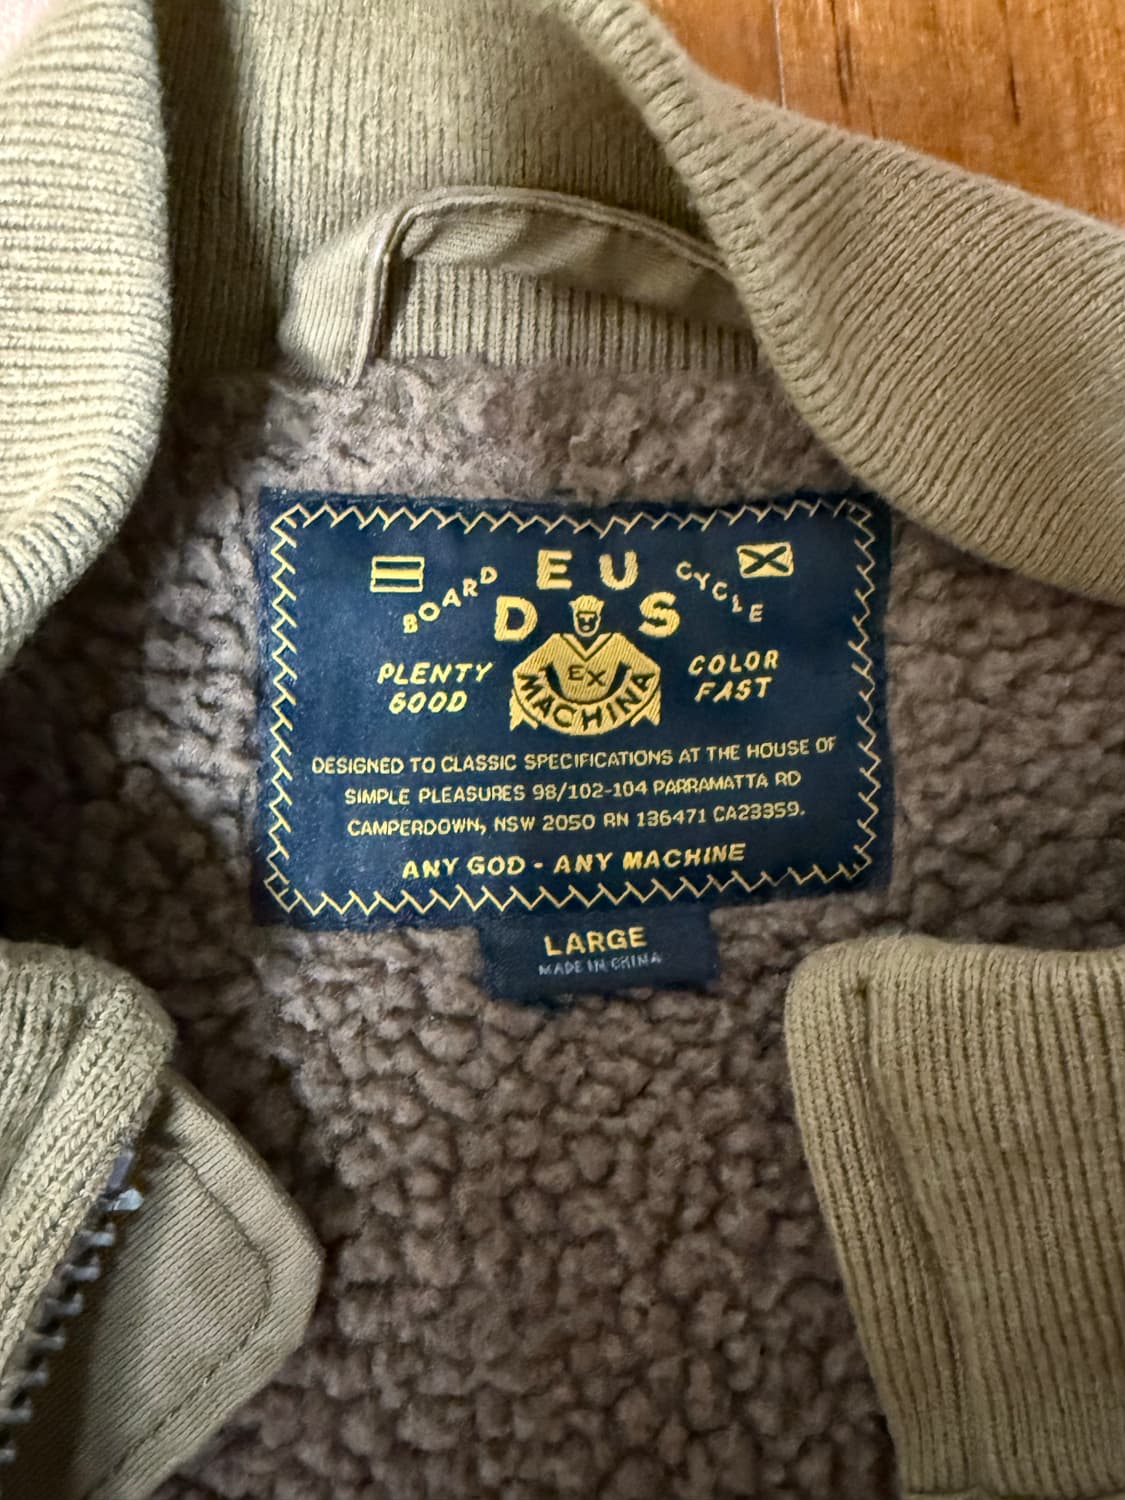 BOARD DEUS CYCLE
EX
MACHINA
PLENTY GOOD
COLOR FAST
DESIGNED TO CLASSIC SPECIFICATIONS AT THE HOUSE OF
SIMPLE PLEASURES 98/102-104 PARRAMATTA RD
CAMPERDOWN, NSW 2050 RN 136471 CA23359.
ANY GOD - ANY MACHINE
LARGE
MADE IN CHINA